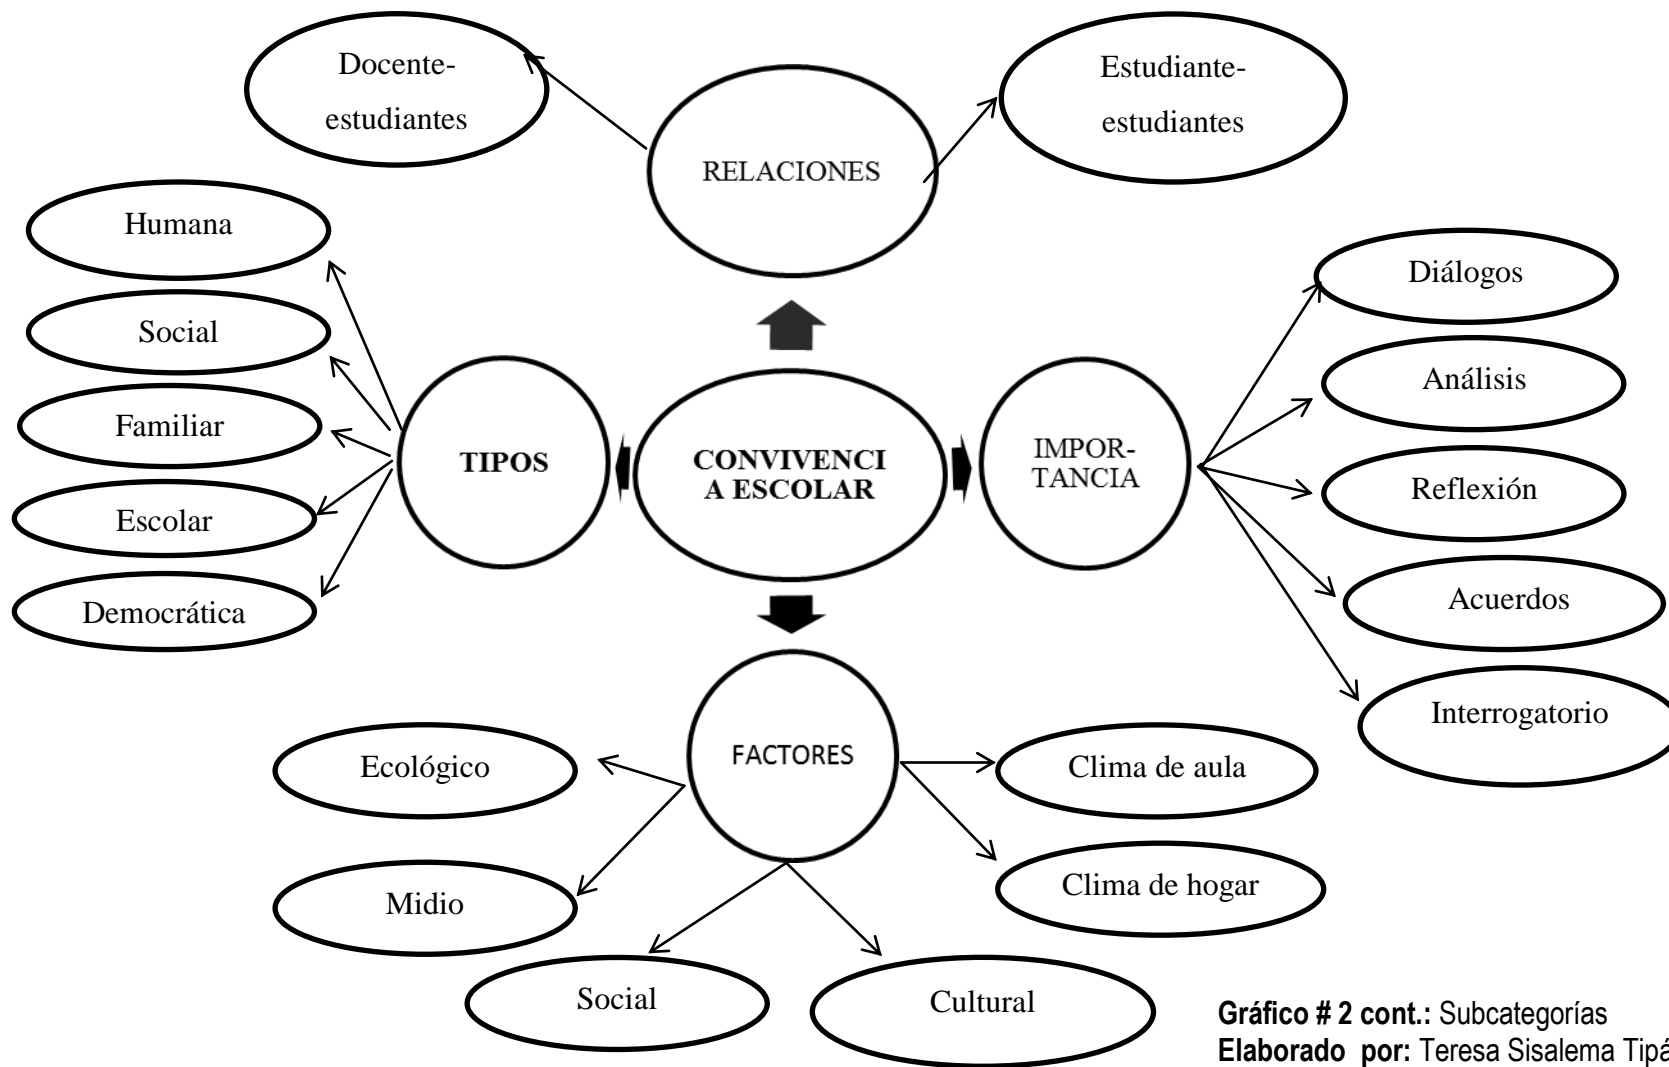 Docente-
estudiantes
Estudiante-
estudiantes
RELACIONES
Humana
Social
Familiar
Escolar
Democrática
TIPOS
CONVIVENCI
A ESCOLAR
IMPOR-
TANCIA
Diálogos
Análisis
Reflexión
Acuerdos
Interrogatorio
FACTORES
Ecológico
Midio
Social
Cultural
Clima de aula
Clima de hogar
Gráfico # 2 cont.: Subcategorías
Elaborado por: Teresa Sisalema